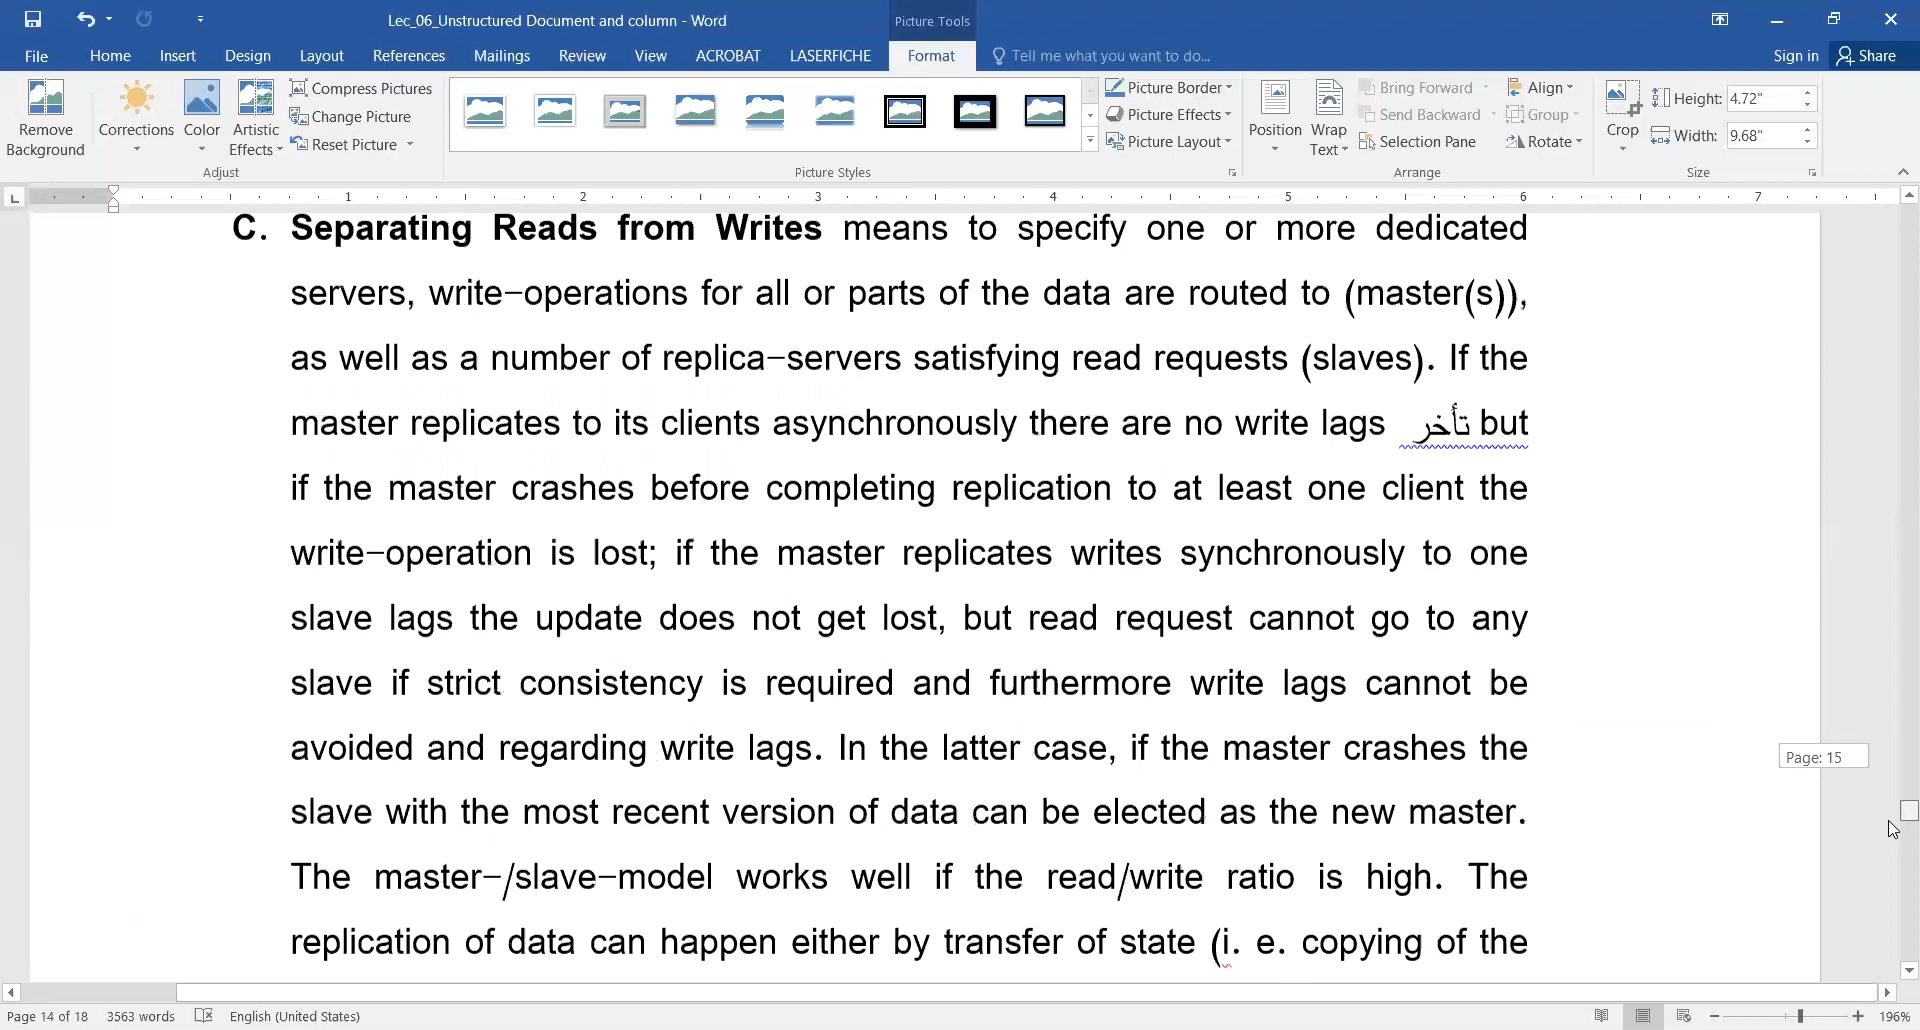 Lec_06_Unstructured Document and column - Word
Picture Tools
File Home Insert Design Layout References Mailings Review View ACROBAT LASERFICHE Format Tell me what you want to do... Sign in Share
Remove Background
Corrections
Color
Artistic Effects
Compress Pictures
Change Picture
Reset Picture
Adjust
Picture Styles
Picture Border
Picture Effects
Picture Layout
Position
Wrap Text
Bring Forward
Send Backward
Selection Pane
Align
Group
Rotate
Arrange
Crop
Height: 4.72"
Width: 9.68"
Size
L 1 2 3 4 5 6 7
C. Separating Reads from Writes means to specify one or more dedicated
servers, write-operations for all or parts of the data are routed to (master(s)),
as well as a number of replica-servers satisfying read requests (slaves). If the
master replicates to its clients asynchronously there are no write lags تأخر but
if the master crashes before completing replication to at least one client the
write-operation is lost; if the master replicates writes synchronously to one
slave lags the update does not get lost, but read request cannot go to any
slave if strict consistency is required and furthermore write lags cannot be
avoided and regarding write lags. In the latter case, if the master crashes the
Page: 15
slave with the most recent version of data can be elected as the new master.
The master-/slave-model works well if the read/write ratio is high. The
replication of data can happen either by transfer of state (i. e. copying of the
Page 14 of 18 3563 words English (United States) 196%